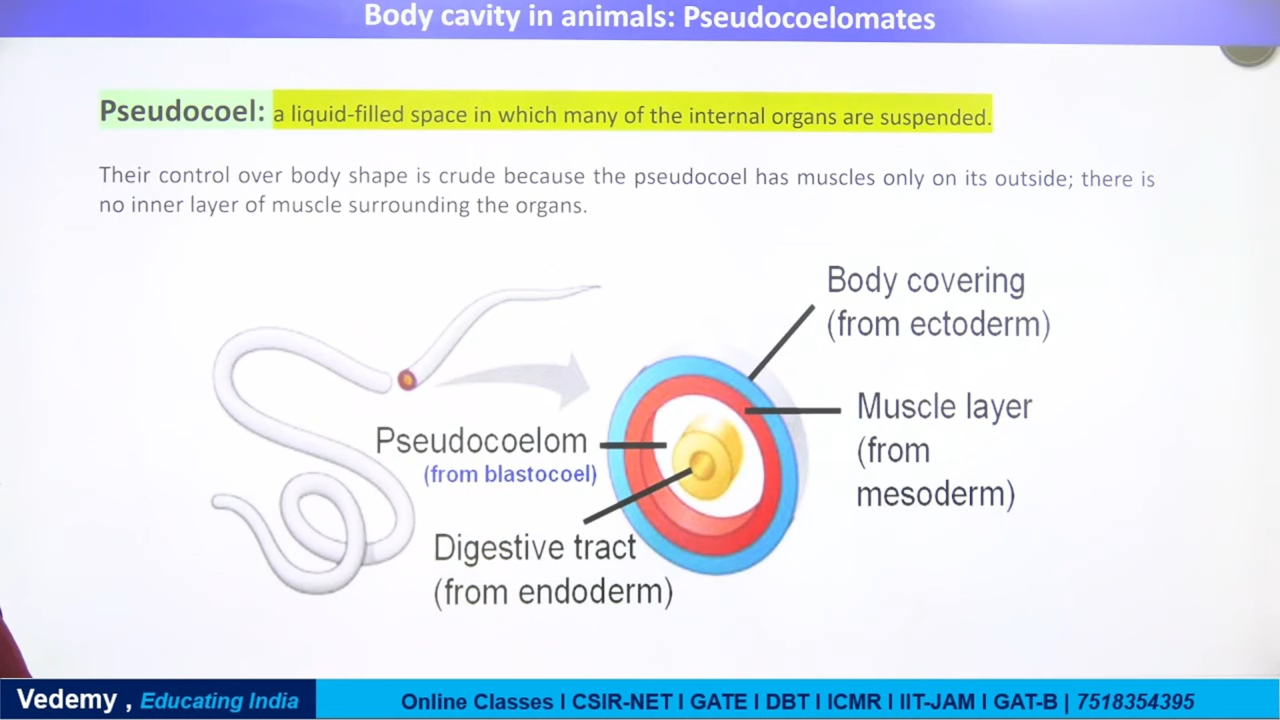 Body cavity in animals: Pseudocoelomates
Pseudocoel: a liquid-filled space in which many of the internal organs are suspended.
Their control over body shape is crude because the pseudocoel has muscles only on its outside; there is
no inner layer of muscle surrounding the organs.
Body covering
(from ectoderm)
Muscle layer
(from
mesoderm)
Pseudocoelom
(from blastocoel)
Digestive tract
(from endoderm)
Vedemy , Educating India
Online Classes I CSIR-NET I GATE I DBT I ICMR I IIT-JAM I GAT-B | 7518354395